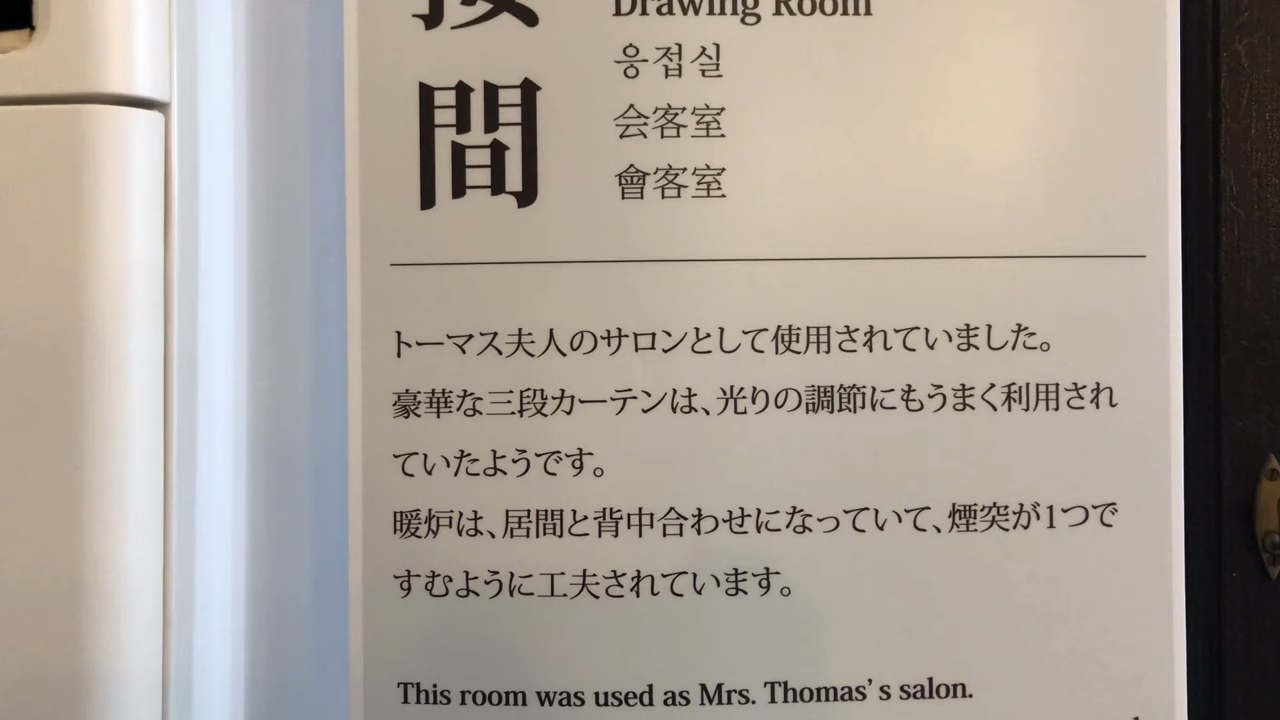 接間
Drawing Room
응접실
会客室
會客室
トーマス夫人のサロンとして使用されていました。
豪華な三段カーテンは、光りの調節にもうまく利用され
ていたようです。
暖炉は、居間と背中合わせになっていて、煙突が1つで
すむように工夫されています。
This room was used as Mrs. Thomas's salon.